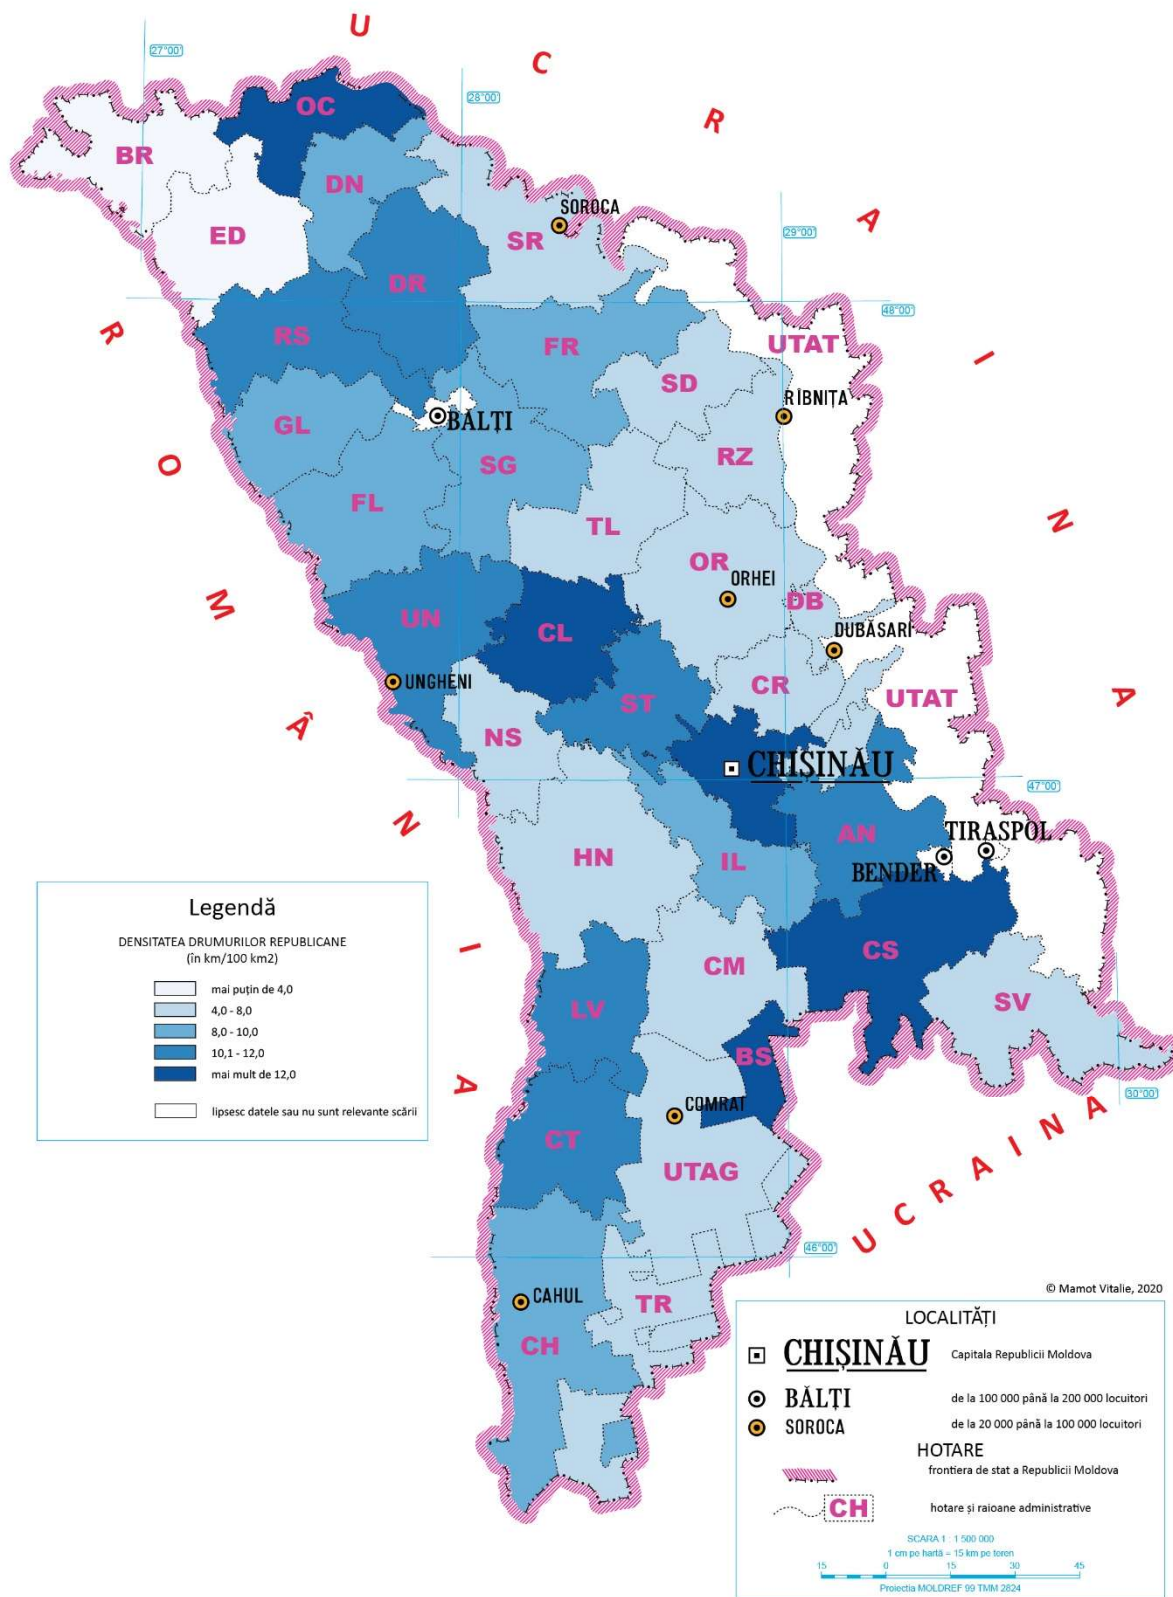 U C R A I N A
27°00'
28°00'
OC
BR
DN
SOROCA
ED
SR
29°00'
DR
48°00'
R O M Â N I A
RS
FR
UTAT
SD
RÎBNIȚA
GL
BĂLȚI
SG
RZ
FL
TL
OR
ORHEI
DB
UN
CL
DUBĂSARI
UNGHENI
ST
CR
UTAT
NS
CHIȘINĂU
47°00'
AN
TIRASPOL
HN
IL
BENDER
CM
CS
SV
LV
BS
30°00'
COMRAT
CT
UTAG
U C R A I N A
46°00'
CAHUL
TR
CH
Legendă
DENSITATEA DRUMURILOR REPUBLICANE
(în km/100 km2)
mai puțin de 4,0
4,0 - 8,0
8,0 - 10,0
10,1 - 12,0
mai mult de 12,0
lipsesc datele sau nu sunt relevante scării
© Mamot Vitalie, 2020
LOCALITĂȚI
CHIȘINĂU Capitala Republicii Moldova
BĂLȚI de la 100 000 până la 200 000 locuitori
SOROCA de la 20 000 până la 100 000 locuitori
HOTARE
frontiera de stat a Republicii Moldova
CH hotare și raioane administrative
SCARA 1 : 1 500 000
1 cm pe hartă = 15 km pe teren
15 0 15 30 45
Proiectia MOLDREF 99 TMM 2824